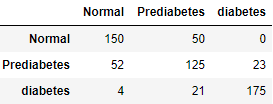 Normal Prediabetes diabetes
Normal 150 50 0
Prediabetes 52 125 23
diabetes 4 21 175